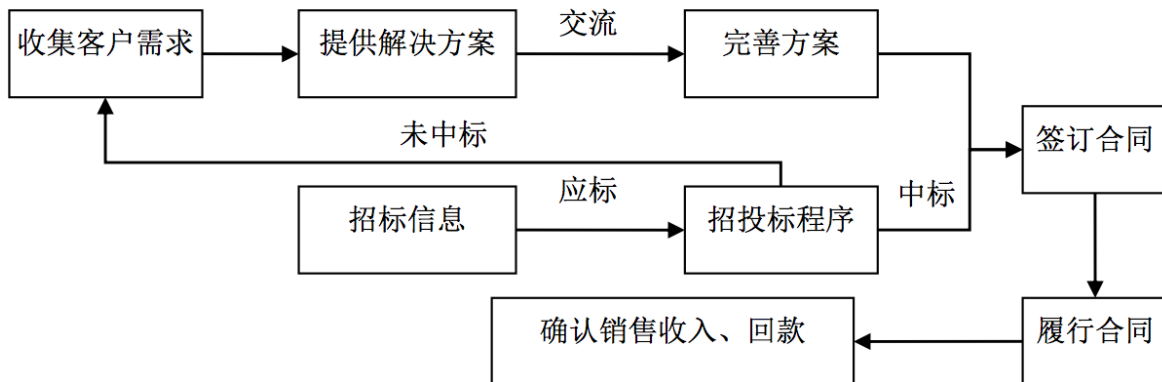 收集客户需求
提供解决方案
交流
完善方案
未中标
签订合同
招标信息
应标
招投标程序
中标
确认销售收入、回款
履行合同